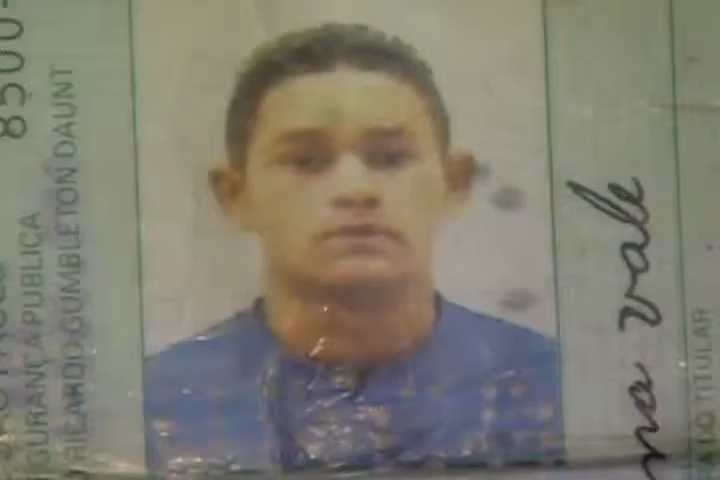 8500-
GURANÇA PUBLICA
RICARDO GUMBLETON DAUNT
vale
TITULAR